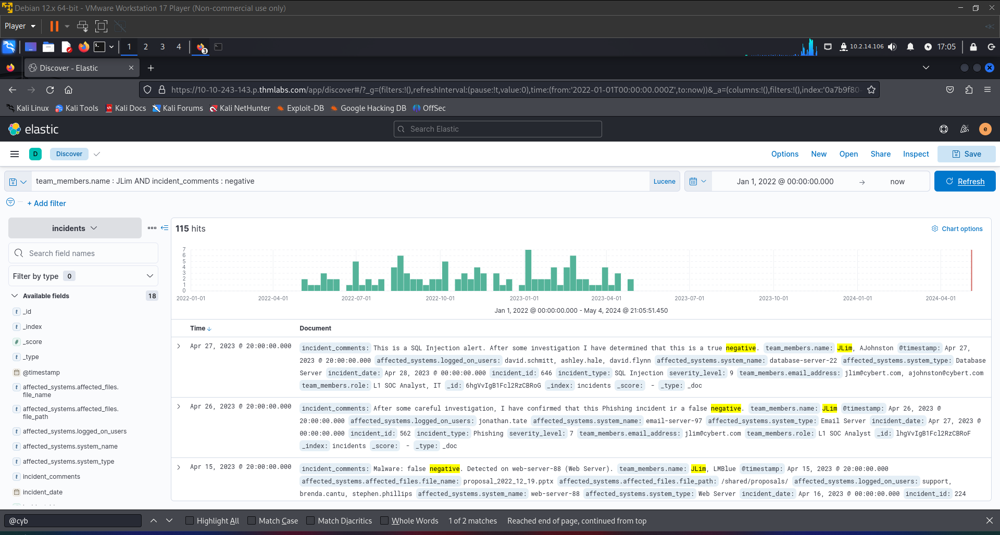 Debian 12.x 64-bit - VMware Workstation 17 Player (Non-commercial use only)
Player
1 2 3 4 3 10.2.14.106 17:05
Discover - Elastic
https://10-10-243-143.p.thmlabs.com/app/discover#/?_g=(filters:!(),refreshInterval:(pause:!t,value:0),time:(from:'2022-01-01T00:00:00.000Z',to:now))&_a=(columns:!(),filters:!(),index:'0a7b9f80-
Kali Linux Kali Tools Kali Docs Kali Forums Kali NetHunter Exploit-DB Google Hacking DB OffSec
elastic Search Elastic e
D Discover Options New Open Share Inspect Save
team_members.name : JLim AND incident_comments : negative Lucene Jan 1, 2022 @ 00:00:00.000 → now Refresh
+ Add filter
incidents
115 hits
Chart options
Search field names
Filter by type 0
Available fields 18
t _id
t _index
# _score
t _type
@timestamp
t affected_systems.affected_files.
file_name
t affected_systems.affected_files.
file_path
t affected_systems.logged_on_users
t affected_systems.system_name
t affected_systems.system_type
t incident_comments
incident_date
7
6
5
4
3
2
1
0
2022-01-01 2022-04-01 2022-07-01 2022-10-01 2023-01-01 2023-04-01 2023-07-01 2023-10-01 2024-01-01 2024-04-01
Jan 1, 2022 @ 00:00:00.000 - May 4, 2024 @ 21:05:51.450
Time ↓ Document
Apr 27, 2023 @ 20:00:00.000 incident_comments: This is a SQL Injection alert. After some investigation I have determined that this is a true negative. team_members.name: JLim, AJohnston @timestamp: Apr 27,
2023 @ 20:00:00.000 affected_systems.logged_on_users: david.schmitt, ashley.hale, david.flynn affected_systems.system_name: database-server-22 affected_systems.system_type: Database
Server incident_date: Apr 28, 2023 @ 00:00:00.000 incident_id: 646 incident_type: SQL Injection severity_level: 9 team_members.email_address: jlim@cybert.com, ajohnston@cybert.com
team_members.role: L1 SOC Analyst, IT _id: 6hgVvIgB1Fcl2RzCBRoG _index: incidents _score: - _type: _doc
Apr 26, 2023 @ 20:00:00.000 incident_comments: After some careful investigation, I have confirmed that this Phishing incident ir a false negative. team_members.name: JLim @timestamp: Apr 26, 2023 @
20:00:00.000 affected_systems.logged_on_users: jonathan.tate affected_systems.system_name: email-server-97 affected_systems.system_type: Email Server incident_date: Apr 27, 2023 @
00:00:00.000 incident_id: 562 incident_type: Phishing severity_level: 7 team_members.email_address: jlim@cybert.com team_members.role: L1 SOC Analyst _id: lhgVvIgB1Fcl2RzCBRoF
_index: incidents _score: - _type: _doc
Apr 15, 2023 @ 20:00:00.000 incident_comments: Malware: false negative. Detected on web-server-88 (Web Server). team_members.name: JLim, LMBlue @timestamp: Apr 15, 2023 @ 20:00:00.000
affected_systems.affected_files.file_name: proposal_2022_12_19.pptx affected_systems.affected_files.file_path: /shared/proposals/ affected_systems.logged_on_users: support,
brenda.cantu, stephen.phillips affected_systems.system_name: web-server-88 affected_systems.system_type: Web Server incident_date: Apr 16, 2023 @ 00:00:00.000 incident_id: 224
@cyb Highlight All Match Case Match Diacritics Whole Words 1 of 2 matches Reached end of page, continued from top